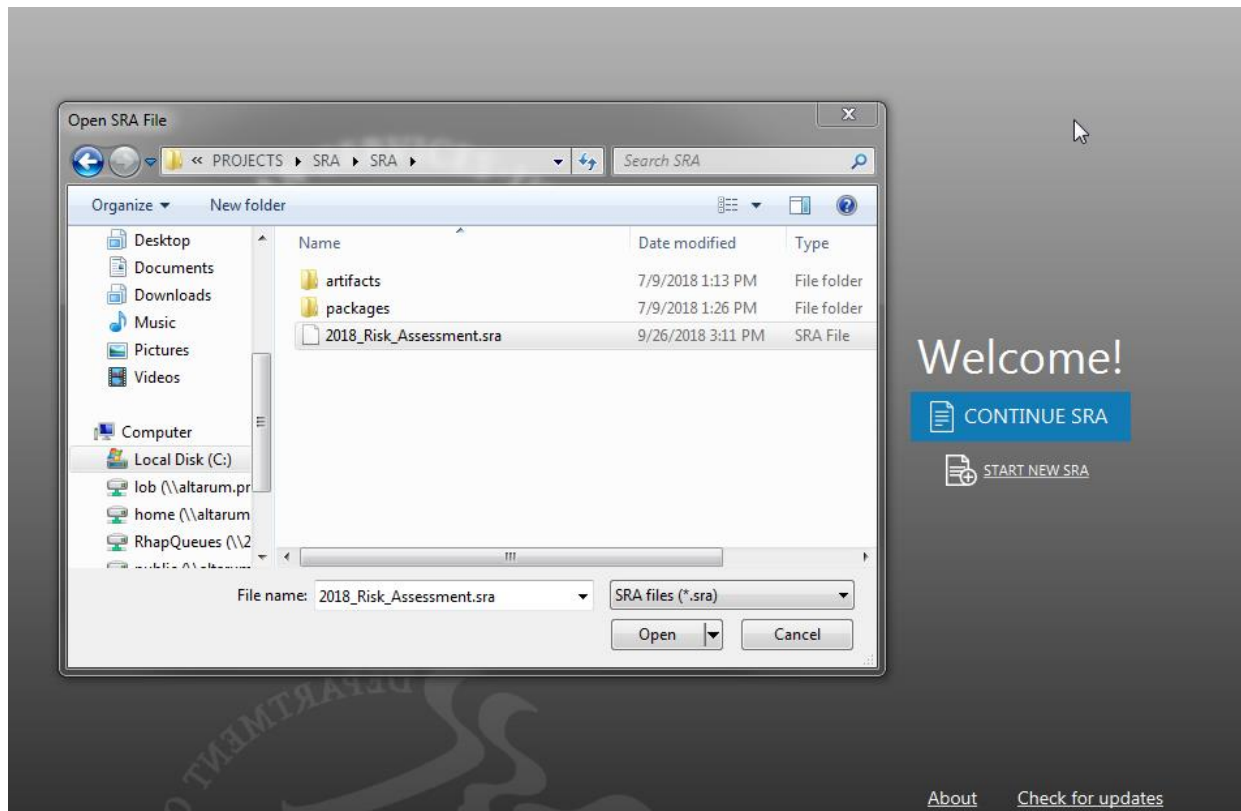 Open SRA File
« PROJECTS SRA SRA
Search SRA
Organize New folder
Name Date modified Type
Desktop
Documents
Downloads
Music
Pictures
Videos
Computer
Local Disk (C:)
lob (\\altarum.pr
home (\\altarum
RhapQueues (\\2
artifacts 7/9/2018 1:13 PM File folder
packages 7/9/2018 1:26 PM File folder
2018_Risk_Assessment.sra 9/26/2018 3:11 PM SRA File
File name: 2018_Risk_Assessment.sra SRA files (*.sra)
Open Cancel
Welcome!
CONTINUE SRA
START NEW SRA
DEPARTMENT
About Check for updates